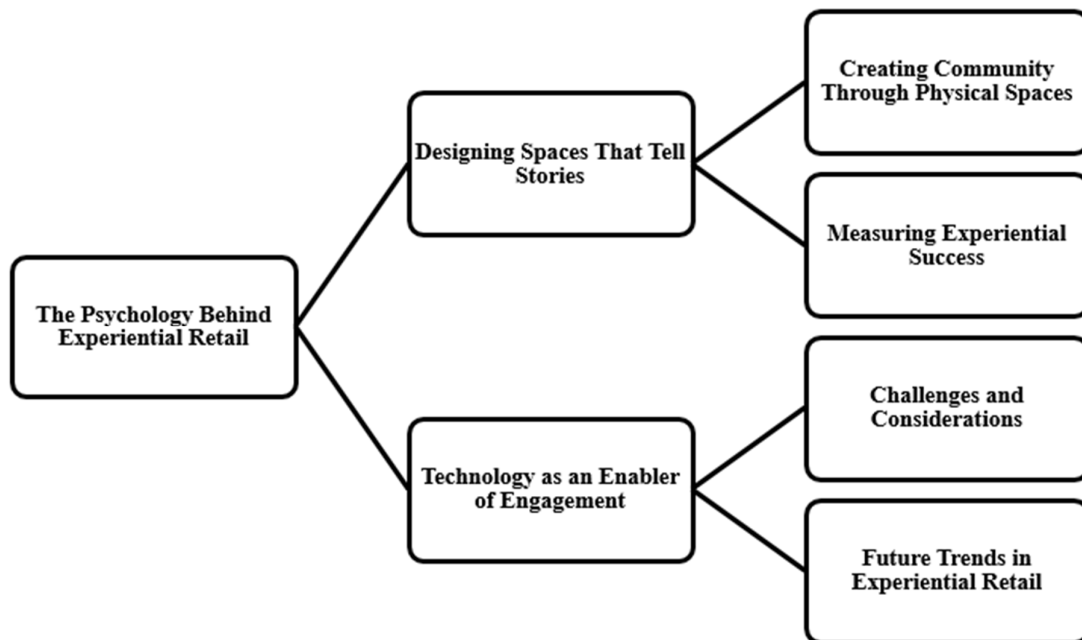 The Psychology Behind
Experiential Retail
Designing Spaces That Tell
Stories
Technology as an Enabler
of Engagement
Creating Community
Through Physical Spaces
Measuring Experiential
Success
Challenges and
Considerations
Future Trends in
Experiential Retail